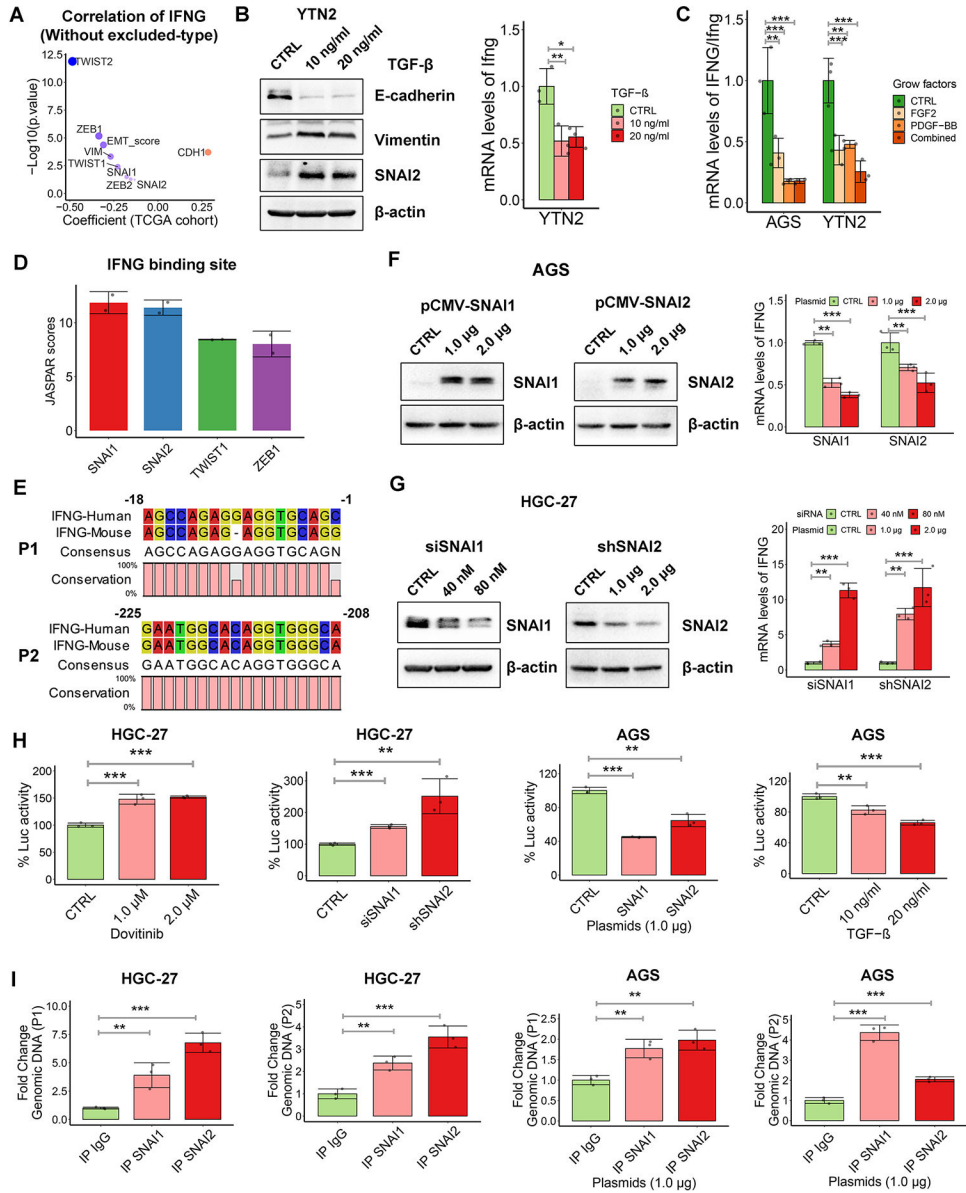 A
Correlation of IFNG
(Without excluded-type)
12.5
10.0
7.5
5.0
2.5
0.0
−Log10(p.value)
TWIST2
ZEB1
EMT_score
VIM
TWIST1
SNAI1
ZEB2
SNAI2
CDH1
−0.50
−0.25
0.00
0.25
Coefficient (TCGA cohort)
B
YTN2
CTRL
10 ng/ml
20 ng/ml
TGF-ß
E-cadherin
Vimentin
SNAI2
β-actin
mRNA levels of Ifng
1.5
1.0
0.5
0.0
*
**
YTN2
TGF-ß
CTRL
10 ng/ml
20 ng/ml
C
mRNA levels of IFNG/Ifng
1.5
1.0
0.5
0.0
***
***
**
***
**
***
AGS
YTN2
Grow factors
CTRL
FGF2
PDGF-BB
Combined
D
IFNG binding site
JASPAR scores
10
5
0
SNAI1
SNAI2
TWIST1
ZEB1
F
AGS
pCMV-SNAI1
CTRL
1.0 µg
2.0 µg
SNAI1
β-actin
pCMV-SNAI2
CTRL
1.0 µg
2.0 µg
SNAI2
β-actin
mRNA levels of IFNG
1.5
1.0
0.5
0.0
Plasmid CTRL 1.0 µg 2.0 µg
***
**
***
**
SNAI1
SNAI2
E
-18
-1
P1
IFNG-Human AGCCAGAGGAGGTGCAGC
IFNG-Mouse AGCCAGAG-AGGTGCAGG
Consensus AGCCAGAGGAGGTGCAGN
100%
Conservation
0%
-225
-208
P2
IFNG-Human GAATGGCACAGGTGGGCA
IFNG-Mouse GAATGGCACAGGTGGGCA
Consensus GAATGGCACAGGTGGGCA
100%
Conservation
0%
G
HGC-27
siSNAI1
CTRL
40 nM
80 nM
SNAI1
β-actin
shSNAI2
CTRL
1.0 µg
2.0 µg
SNAI2
β-actin
siRNA CTRL 40 nM 80 nM
Plasmid CTRL 1.0 µg 2.0 µg
mRNA levels of IFNG
15
10
5
0
***
**
***
**
siSNAI1
shSNAI2
H
HGC-27
% Luc activity
200
150
100
50
0
***
***
CTRL
1.0 µM
2.0 µM
Dovitinib
HGC-27
% Luc activity
300
200
100
0
**
***
CTRL
siSNAI1
shSNAI2
AGS
% Luc activity
120
80
40
0
**
***
CTRL
SNAI1
SNAI2
Plasmids (1.0 µg)
AGS
% Luc activity
125
100
75
50
25
0
***
**
CTRL
10 ng/ml
20 ng/ml
TGF−ß
I
HGC-27
Fold Change
Genomic DNA (P1)
10.0
7.5
5.0
2.5
0.0
***
**
IP IgG
IP SNAI1
IP SNAI2
HGC-27
Fold Change
Genomic DNA (P2)
5
4
3
2
1
0
***
**
IP IgG
IP SNAI1
IP SNAI2
AGS
Fold Change
Genomic DNA (P1)
2.5
2.0
1.5
1.0
0.5
0.0
**
**
IP IgG
IP SNAI1
IP SNAI2
Plasmids (1.0 µg)
AGS
Fold Change
Genomic DNA (P2)
5
4
3
2
1
0
***
***
IP IgG
IP SNAI1
IP SNAI2
Plasmids (1.0 µg)